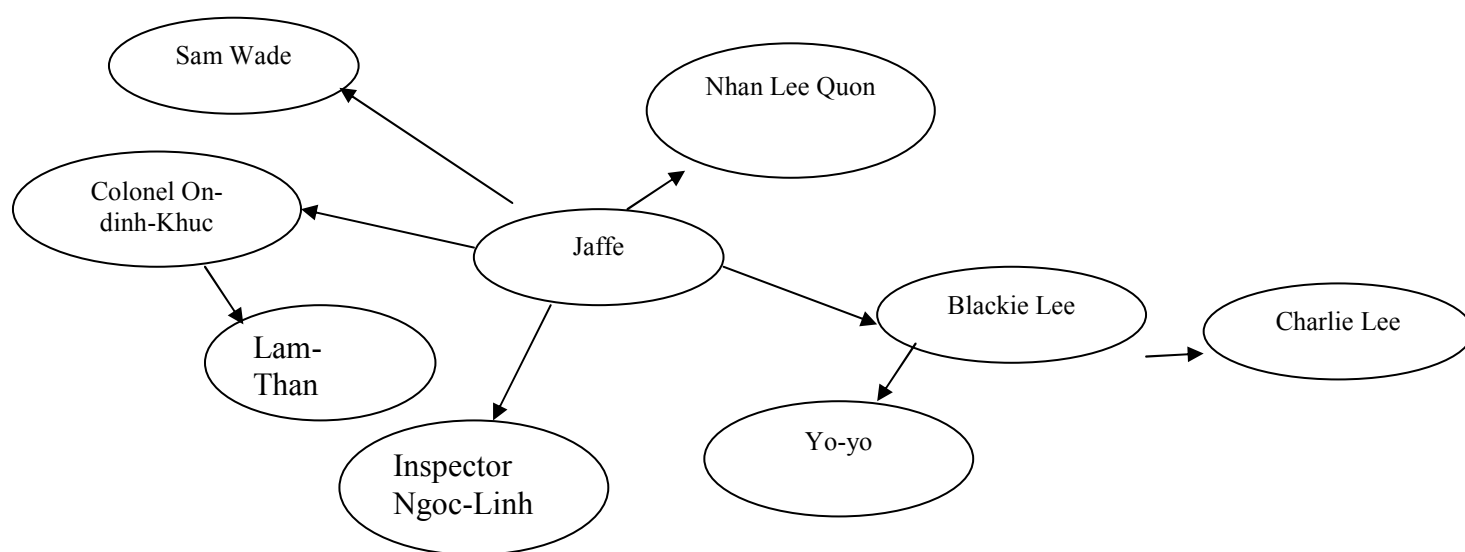 Sam Wade
Nhan Lee Quon
Colonel On-
dinh-Khuc
Jaffe
Blackie Lee
Charlie Lee
Lam-
Than
Yo-yo
Inspector
Ngoc-Linh